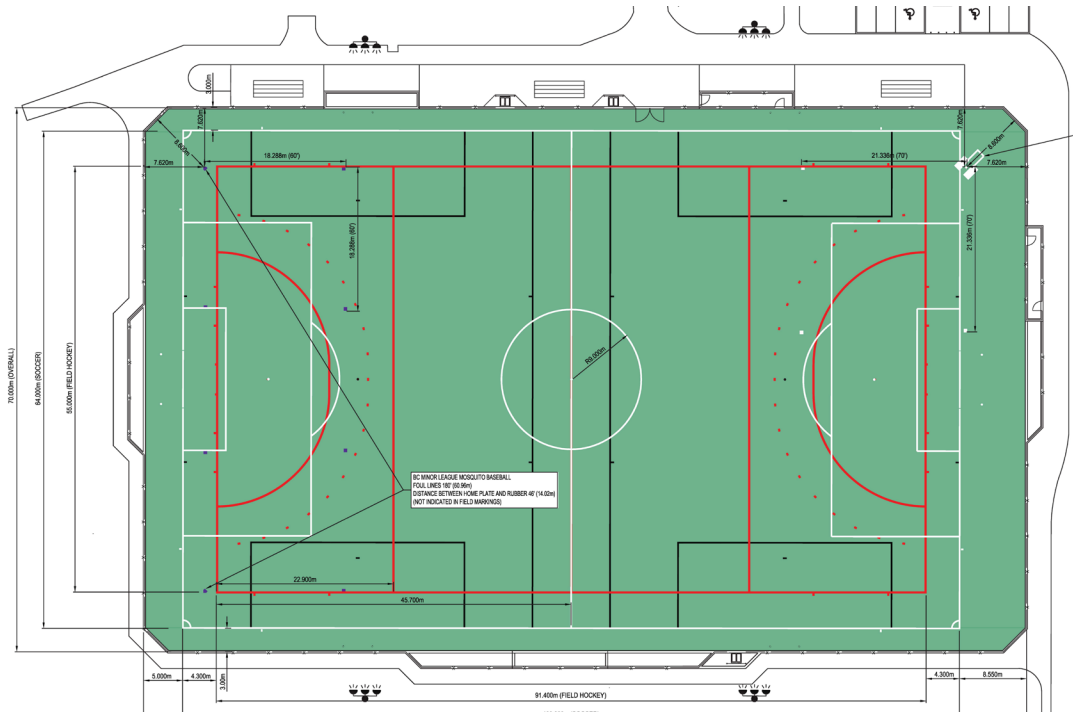 3.000m
7.620m
7.620m
8.600m
8.600m
7.620m
18.288m (60')
21.336m (70')
7.620m
18.288m (60')
21.336m (70')
R9.000m
70.000m (OVERALL)
64.000m (SOCCER)
55.000m (FIELD HOCKEY)
BC MINOR LEAGUE MOSQUITO BASEBALL
FOUL LINES 180' (60.96m)
DISTANCE BETWEEN HOME PLATE AND RUBBER 46' (14.02m)
(NOT INDICATED IN FIELD MARKINGS)
22.900m
45.700m
5.000m
4.300m
3.00m
91.400m (FIELD HOCKEY)
4.300m
8.550m